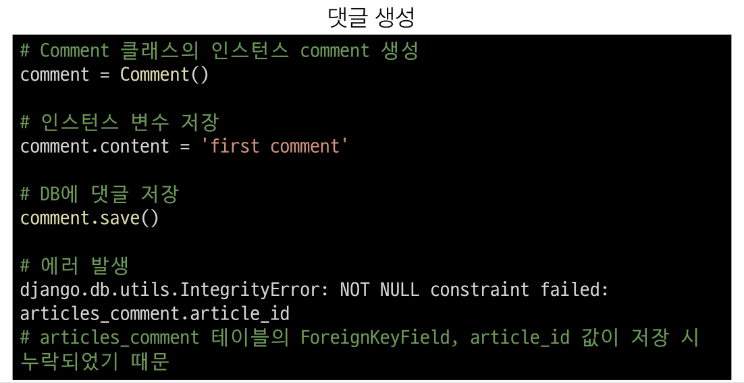 댓글 생성
# Comment 클래스의 인스턴스 comment 생성
comment = Comment()
# 인스턴스 변수 저장
comment.content = 'first comment'
# DB에 댓글 저장
comment.save()
# 에러 발생
django.db.utils.IntegrityError: NOT NULL constraint failed:
articles_comment.article_id
# articles_comment 테이블의 ForeignKeyField, article_id 값이 저장 시
누락되었기 때문